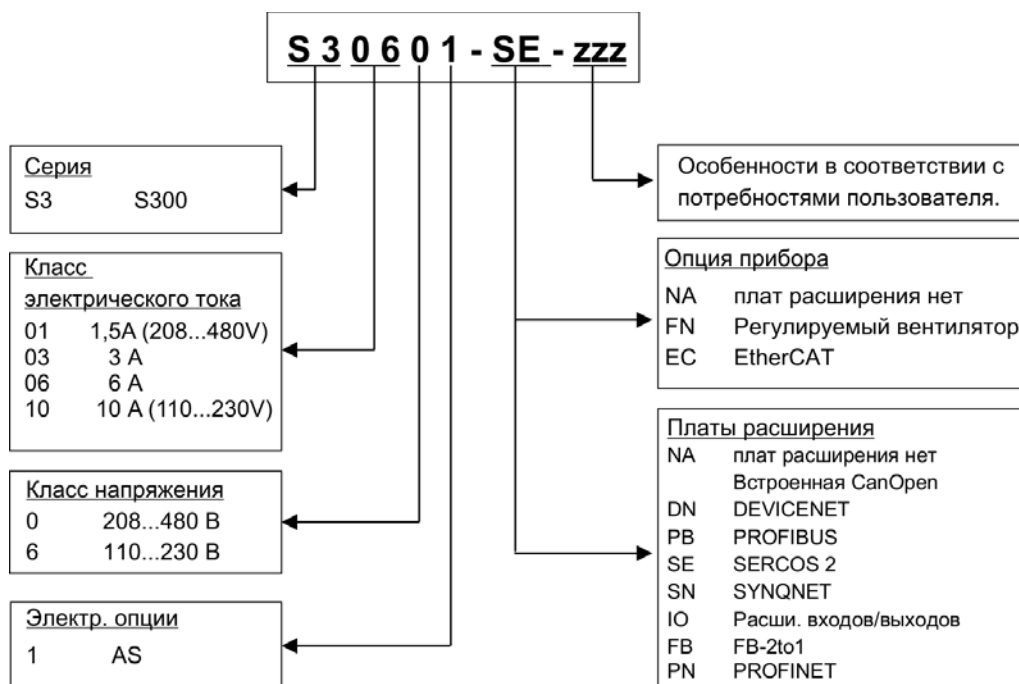 S 3 0 6 0 1 - SE - zzz
Серия
S3 S300
Класс
электрического тока
01 1,5A (208...480V)
03 3 A
06 6 A
10 10 A (110...230V)
Класс напряжения
0 208...480 В
6 110...230 В
Электр. опции
1 AS
Особенности в соответствии с
потребностями пользователя.
Опция прибора
NA плат расширения нет
FN Регулируемый вентилятор
EC EtherCAT
Платы расширения
NA плат расширения нет
Встроенная CanOpen
DN DEVICENET
PB PROFIBUS
SE SERCOS 2
SN SYNQNET
IO Расши. входов/выходов
FB FB-2to1
PN PROFINET